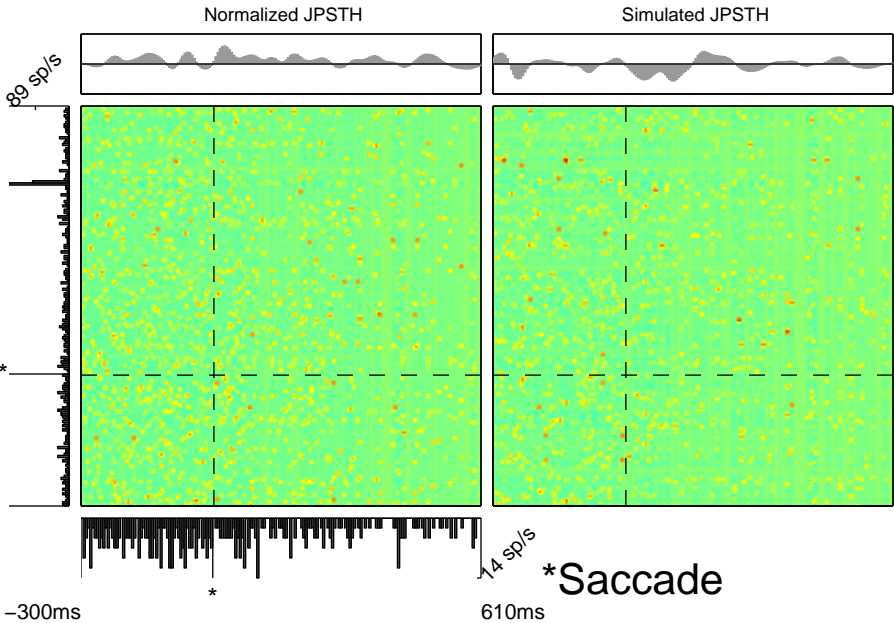 Normalized JPSTH
Simulated JPSTH
89 sp/s
*
14 sp/s
*Saccade
*
−300ms
610ms